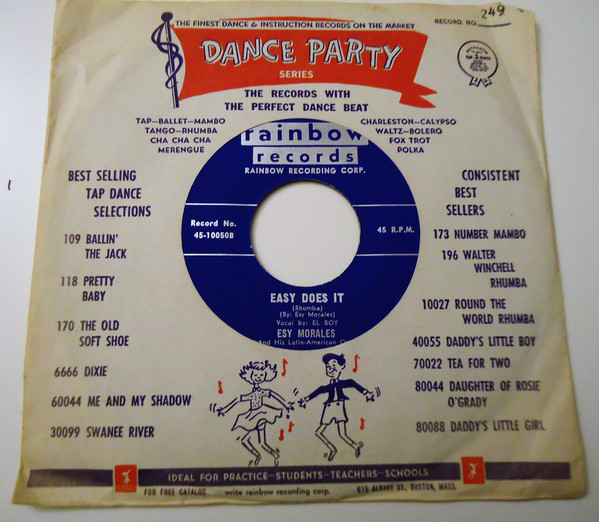 THE FINEST DANCE & INSTRUCTION RECORDS ON THE MARKET
RECORD. NO. 249
DANCE PARTY
SERIES
THE RECORDS WITH
THE PERFECT DANCE BEAT
TAP—BALLET—MAMBO
TANGO—RHUMBA
CHA CHA CHA
MERENGUE
CHARLESTON—CALYPSO
WALTZ—BOLERO
FOX TROT
POLKA
rainbow
records
RAINBOW RECORDING CORP.
Record No.
45-10050B
45 R.P.M.
EASY DOES IT
(Rhumba)
(By: Esy Morales)
Vocal by: EL BOY
ESY MORALES
And His Latin-American
BEST SELLING
TAP DANCE
SELECTIONS
109 BALLIN'
THE JACK
118 PRETTY
BABY
170 THE OLD
SOFT SHOE
6666 DIXIE
60044 ME AND MY SHADOW
30099 SWANEE RIVER
CONSISTENT
BEST
SELLERS
173 NUMBER MAMBO
196 WALTER
WINCHELL
RHUMBA
10027 ROUND THE
WORLD RHUMBA
40055 DADDY'S LITTLE BOY
70022 TEA FOR TWO
80044 DAUGHTER OF ROSIE
O'GRADY
80088 DADDY'S LITTLE GIRL
IDEAL FOR PRACTICE—STUDENTS—TEACHERS—SCHOOLS
FOR FREE CATALOG ... write rainbow recording corp.
ALBANY ST., BOSTON, MASS.